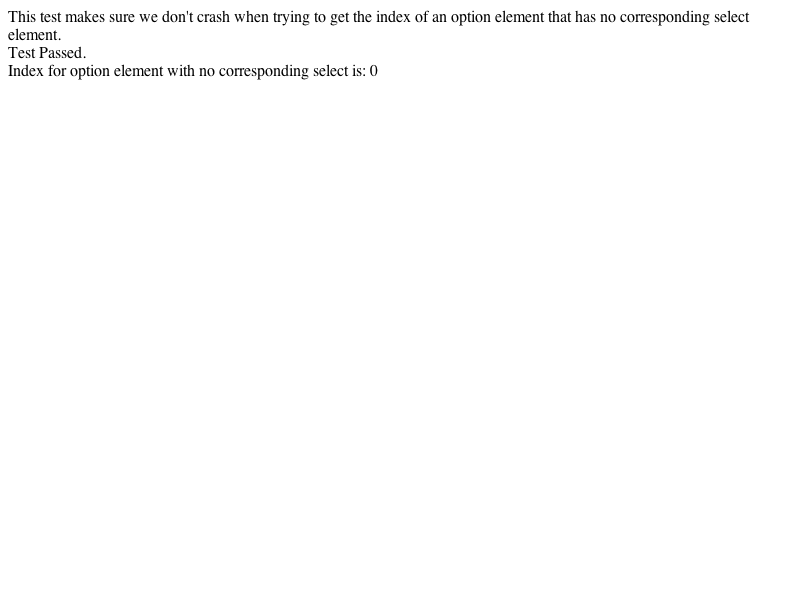 This test makes sure we don't crash when trying to get the index of an option element that has no corresponding select
element.
Test Passed.
Index for option element with no corresponding select is: 0